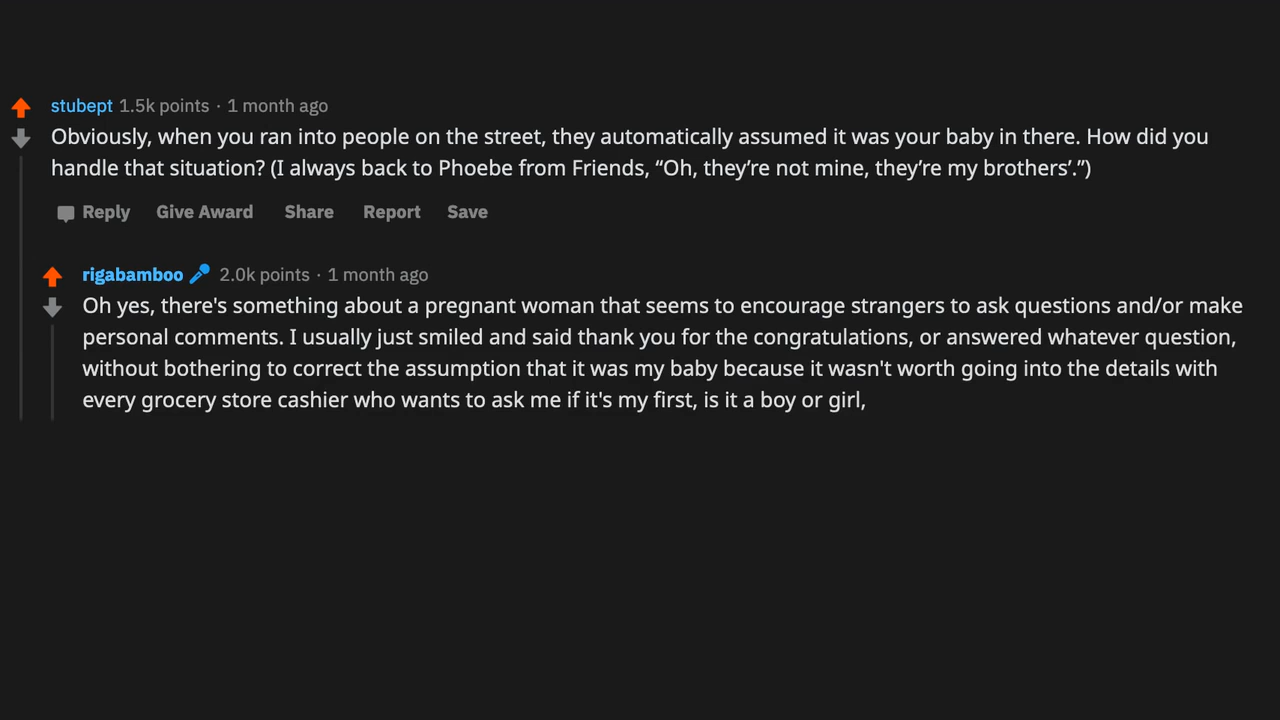 stubept 1.5k points · 1 month ago
Obviously, when you ran into people on the street, they automatically assumed it was your baby in there. How did you
handle that situation? (I always back to Phoebe from Friends, “Oh, they’re not mine, they’re my brothers’.”)
Reply Give Award Share Report Save
rigabamboo 2.0k points · 1 month ago
Oh yes, there's something about a pregnant woman that seems to encourage strangers to ask questions and/or make
personal comments. I usually just smiled and said thank you for the congratulations, or answered whatever question,
without bothering to correct the assumption that it was my baby because it wasn't worth going into the details with
every grocery store cashier who wants to ask me if it's my first, is it a boy or girl,